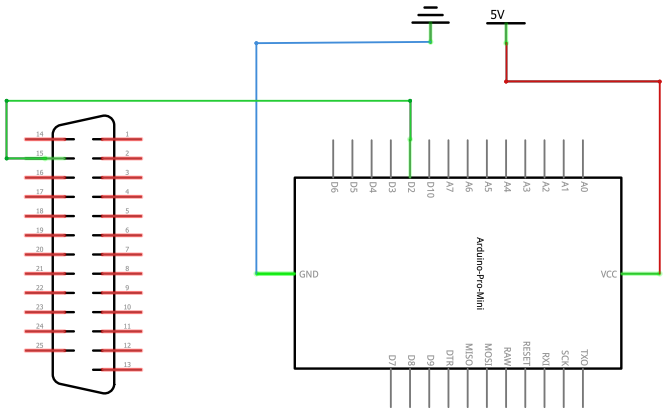 5V
14 1
15 2
16 3
17 4
18 5
19 6
20 7
21 8
22 9
23 10
24 11
25 12
13
D6 D5 D4 D3 D2 D10 A7 A6 A5 A4 A3 A2 A1 A0
GND
Arduino-Pro-Mini
VCC
D7 D8 D9 DTR MISO MOSI RAW RESET RXI SCK TXO